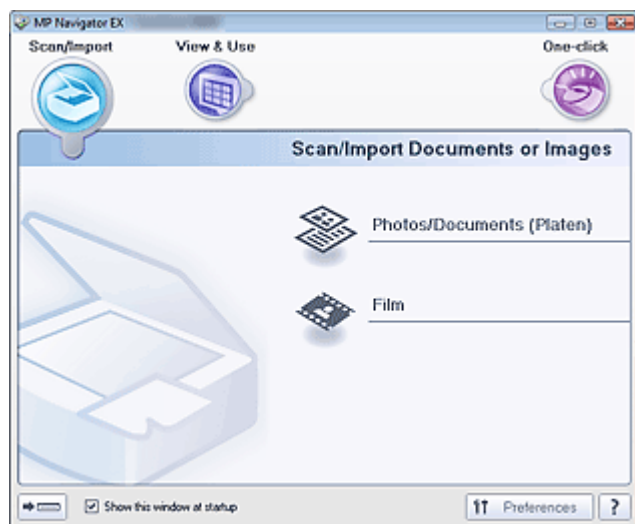 MP Navigator EX
Scan/Import View & Use One-click
Scan/Import Documents or Images
Photos/Documents (Platen)
Film
Show this window at startup Preferences ?